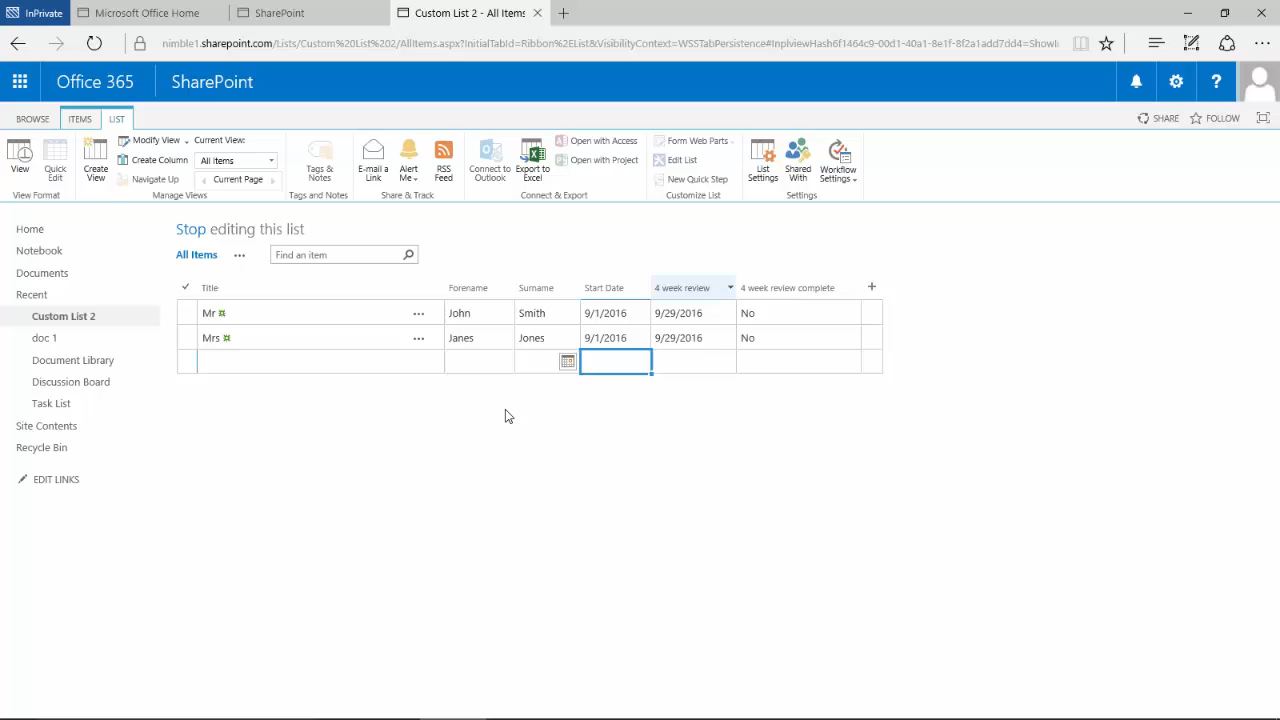 InPrivate Microsoft Office Home SharePoint Custom List 2 - All Items
nimble1.sharepoint.com/Lists/Custom%20List%202/AllItems.aspx?InitialTabId=Ribbon%2EList&VisibilityContext=WSSTabPersistence#InplviewHash6f1464c9-00d1-40a1-8e1f-8f2a1add7dd4=ShowIn
Office 365 SharePoint ?
BROWSE ITEMS LIST SHARE FOLLOW
View
Quick Edit
View Format
Create View
Modify View
Create Column
Navigate Up
Current View:
All Items
Current Page
Manage Views
Tags & Notes
Tags and Notes
E-mail a Link
Alert Me
RSS Feed
Share & Track
Connect to Outlook
Export to Excel
Open with Access
Open with Project
Connect & Export
Form Web Parts
Edit List
New Quick Step
Customize List
List Settings
Shared With
Workflow Settings
Settings
Home
Notebook
Documents
Recent
Custom List 2
doc 1
Document Library
Discussion Board
Task List
Site Contents
Recycle Bin
EDIT LINKS
Stop editing this list
All Items ... Find an item
Title Forename Surname Start Date 4 week review 4 week review complete +
Mr ... John Smith 9/1/2016 9/29/2016 No
Mrs ... Janes Jones 9/1/2016 9/29/2016 No